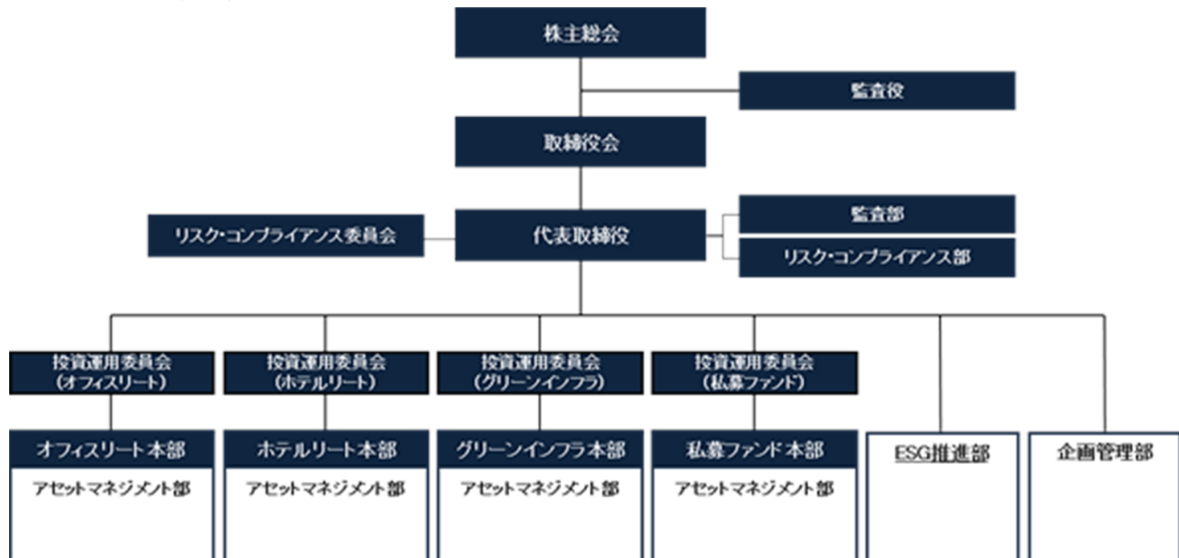 株主総会
監査役
取締役会
リスク・コンプライアンス委員会
代表取締役
監査部
リスク・コンプライアンス部
投資運用委員会
(オフィスリート)
投資運用委員会
(ホテルリート)
投資運用委員会
(グリーンインフラ)
投資運用委員会
(私募ファンド)
オフィスリート本部
アセットマネジメント部
ホテルリート本部
アセットマネジメント部
グリーンインフラ本部
アセットマネジメント部
私募ファンド本部
アセットマネジメント部
ESG推進部
企画管理部